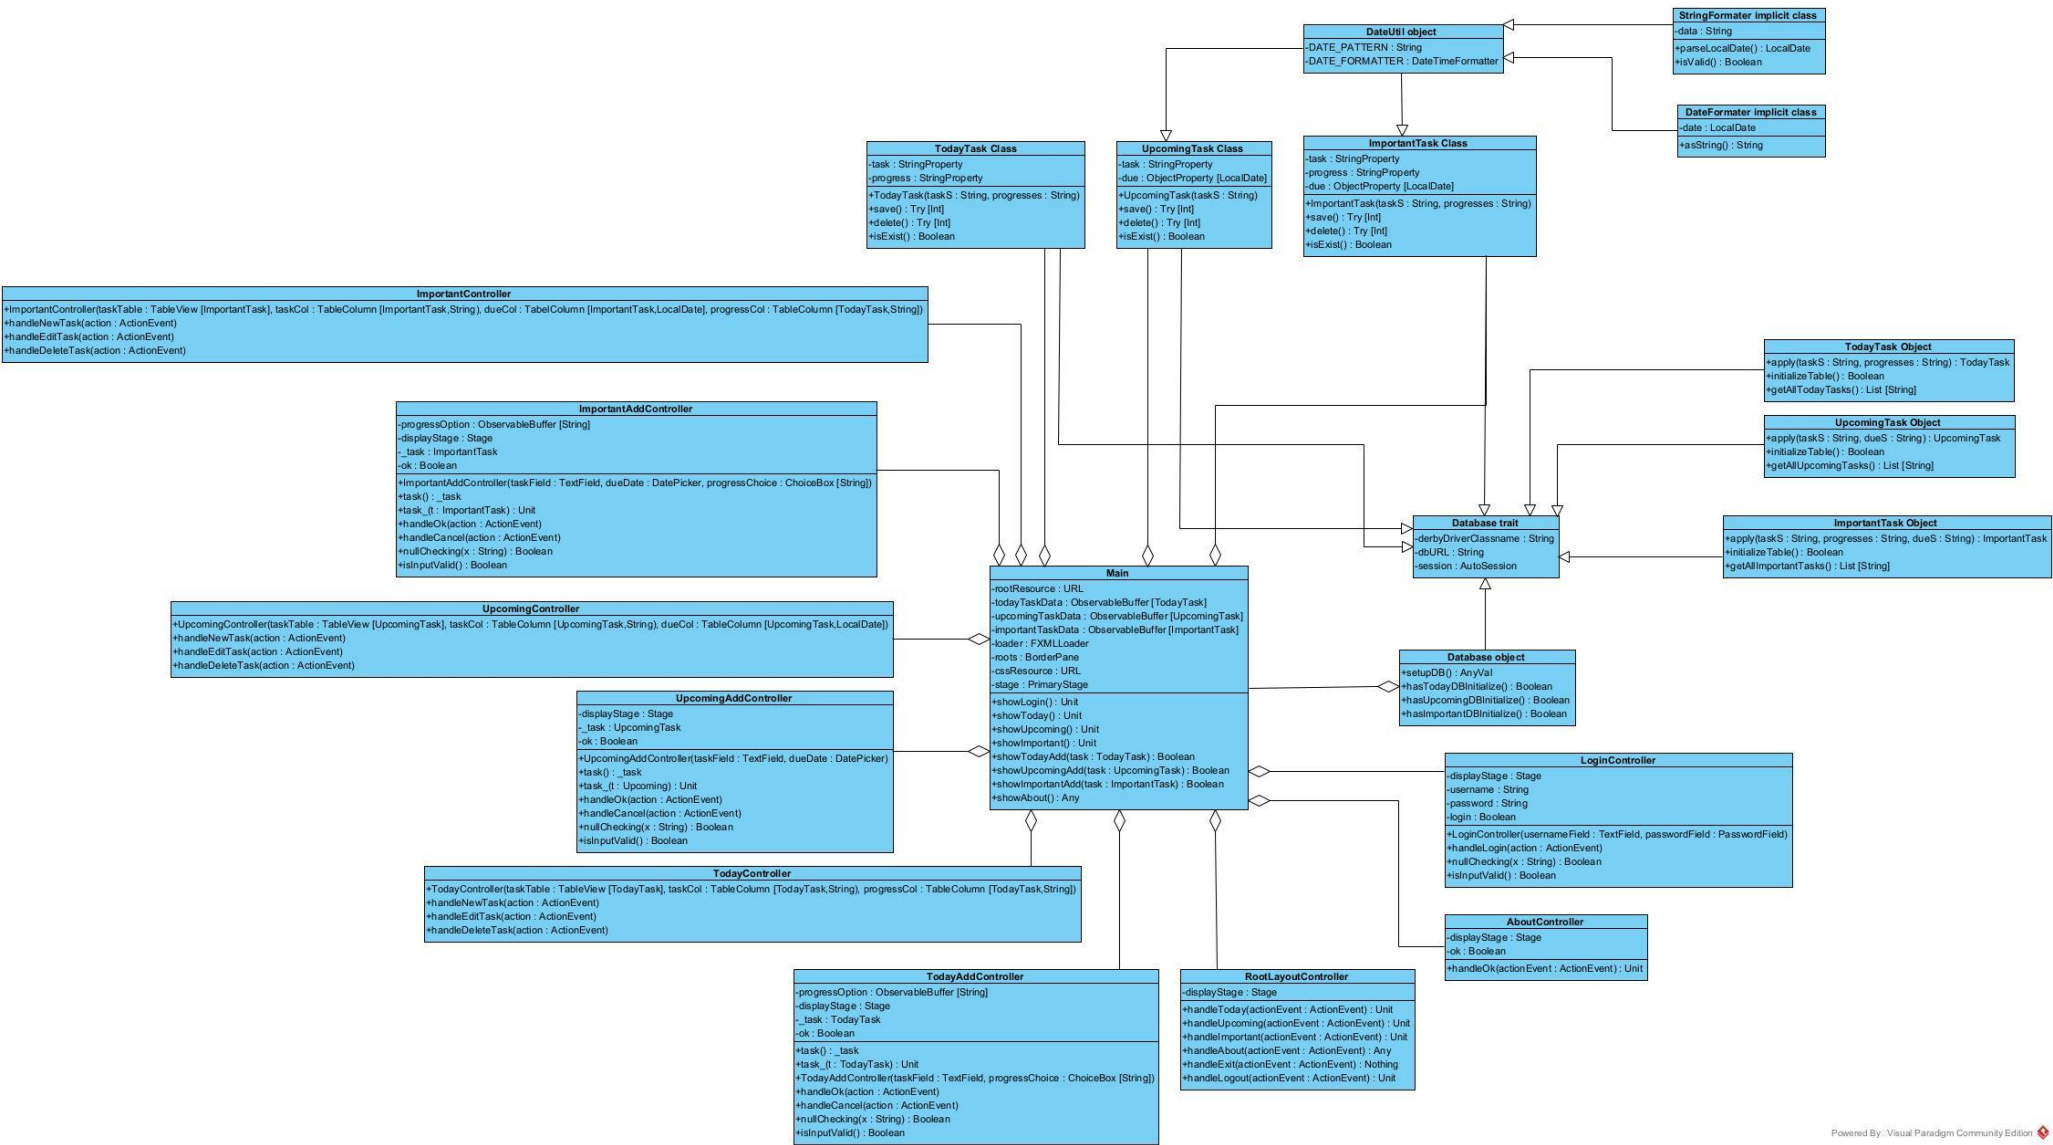 StringFormater implicit class
-data : String
+parseLocalDate() : LocalDate
+isValid() : Boolean
DateUtil object
-DATE_PATTERN : String
-DATE_FORMATTER : DateTimeFormatter
DateFormater implicit class
-date : LocalDate
+asString() : String
TodayTask Class
-task : StringProperty
-progress : StringProperty
+TodayTask(taskS : String, progresses : String)
+save() : Try [Int]
+delete() : Try [Int]
+isExist() : Boolean
UpcomingTask Class
-task : StringProperty
-due : ObjectProperty [LocalDate]
+UpcomingTask(taskS : String)
+save() : Try [Int]
+delete() : Try [Int]
+isExist() : Boolean
ImportantTask Class
-task : StringProperty
-progress : StringProperty
-due : ObjectProperty [LocalDate]
+ImportantTask(taskS : String, progresses : String)
+save() : Try [Int]
+delete() : Try [Int]
+isExist() : Boolean
ImportantController
+ImportantController(taskTable : TableView [ImportantTask], taskCol : TableColumn [ImportantTask,String), dueCol : TabelColumn [ImportantTask,LocalDate], progressCol : TableColumn [TodayTask,String])
+handleNewTask(action : ActionEvent)
+handleEditTask(action : ActionEvent)
+handleDeleteTask(action : ActionEvent)
TodayTask Object
+apply(taskS : String, progresses : String) : TodayTask
+initializeTable() : Boolean
+getAllTodayTasks() : List [String]
ImportantAddController
-progressOption : ObservableBuffer [String]
-displayStage : Stage
-_task : ImportantTask
-ok : Boolean
+ImportantAddController(taskField : TextField, dueDate : DatePicker, progressChoice : ChoiceBox [String])
+task() : _task
+task_(t : ImportantTask) : Unit
+handleOk(action : ActionEvent)
+handleCancel(action : ActionEvent)
+nullChecking(x : String) : Boolean
+isInputValid() : Boolean
UpcomingTask Object
+apply(taskS : String, dueS : String) : UpcomingTask
+initializeTable() : Boolean
+getAllUpcomingTasks() : List [String]
Database trait
-derbyDriverClassname : String
-dbURL : String
-session : AutoSession
ImportantTask Object
+apply(taskS : String, progresses : String, dueS : String) : ImportantTask
+initializeTable() : Boolean
+getAllImportantTasks() : List [String]
Main
-rootResource : URL
-todayTaskData : ObservableBuffer [TodayTask]
-upcomingTaskData : ObservableBuffer [UpcomingTask]
-importantTaskData : ObservableBuffer [ImportantTask]
-loader : FXMLLoader
-roots : BorderPane
-cssResource : URL
-stage : PrimaryStage
+showLogin() : Unit
+showToday() : Unit
+showUpcoming() : Unit
+showImportant() : Unit
+showTodayAdd(task : TodayTask) : Boolean
+showUpcomingAdd(task : UpcomingTask) : Boolean
+showImportantAdd(task : ImportantTask) : Boolean
+showAbout() : Any
UpcomingController
+UpcomingController(taskTable : TableView [UpcomingTask], taskCol : TableColumn [UpcomingTask,String), dueCol : TableColumn [UpcomingTask,LocalDate])
+handleNewTask(action : ActionEvent)
+handleEditTask(action : ActionEvent)
+handleDeleteTask(action : ActionEvent)
Database object
+setupDB() : AnyVal
+hasTodayDBInitialize() : Boolean
+hasUpcomingDBInitialize() : Boolean
+hasImportantDBInitialize() : Boolean
UpcomingAddController
-displayStage : Stage
-_task : UpcomingTask
-ok : Boolean
+UpcomingAddController(taskField : TextField, dueDate : DatePicker)
+task() : _task
+task_(t : Upcoming) : Unit
+handleOk(action : ActionEvent)
+handleCancel(action : ActionEvent)
+nullChecking(x : String) : Boolean
+isInputValid() : Boolean
LoginController
-displayStage : Stage
-username : String
-password : String
-login : Boolean
+LoginController(usernameField : TextField, passwordField : PasswordField)
+handleLogin(action : ActionEvent)
+nullChecking(x : String) : Boolean
+isInputValid() : Boolean
TodayController
+TodayController(taskTable : TableView [TodayTask], taskCol : TableColumn [TodayTask,String), progressCol : TableColumn [TodayTask,String])
+handleNewTask(action : ActionEvent)
+handleEditTask(action : ActionEvent)
+handleDeleteTask(action : ActionEvent)
AboutController
-displayStage : Stage
-ok : Boolean
+handleOk(actionEvent : ActionEvent) : Unit
TodayAddController
-progressOption : ObservableBuffer [String]
-displayStage : Stage
-_task : TodayTask
-ok : Boolean
+task() : _task
+task_(t : TodayTask) : Unit
+TodayAddController(taskField : TextField, progressChoice : ChoiceBox [String])
+handleOk(action : ActionEvent)
+handleCancel(action : ActionEvent)
+nullChecking(x : String) : Boolean
+isInputValid() : Boolean
RootLayoutController
-displayStage : Stage
+handleToday(actionEvent : ActionEvent) : Unit
+handleUpcoming(actionEvent : ActionEvent) : Unit
+handleImportant(actionEvent : ActionEvent) : Unit
+handleAbout(actionEvent : ActionEvent) : Any
+handleExit(actionEvent : ActionEvent) : Nothing
+handleLogout(actionEvent : ActionEvent) : Unit
Powered By Visual Paradigm Community Edition